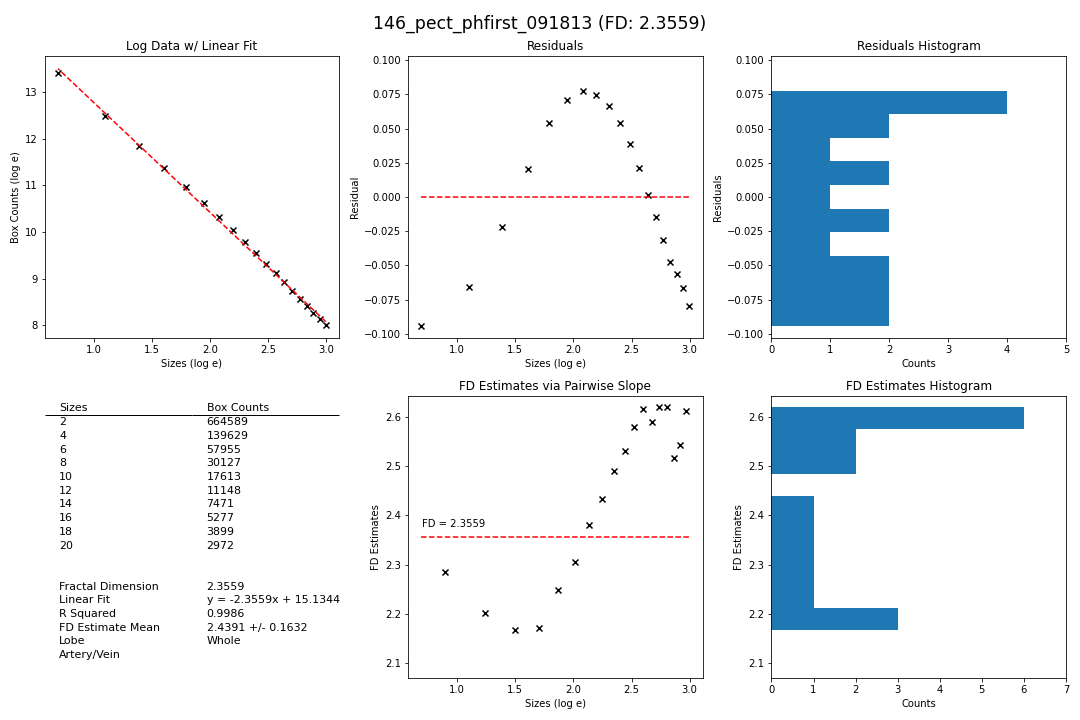 146_pect_phfirst_091813 (FD: 2.3559)
Log Data w/ Linear Fit
Box Counts (log e)
13
12
11
10
9
8
1.0 1.5 2.0 2.5 3.0
Sizes (log e)
Residuals
Residual
0.100
0.075
0.050
0.025
0.000
−0.025
−0.050
−0.075
−0.100
1.0 1.5 2.0 2.5 3.0
Sizes (log e)
Residuals Histogram
Residuals
0.100
0.075
0.050
0.025
0.000
−0.025
−0.050
−0.075
−0.100
0 1 2 3 4 5
Counts
Sizes Box Counts
2 664589
4 139629
6 57955
8 30127
10 17613
12 11148
14 7471
16 5277
18 3899
20 2972
Fractal Dimension 2.3559
Linear Fit y = -2.3559x + 15.1344
R Squared 0.9986
FD Estimate Mean 2.4391 +/- 0.1632
Lobe Whole
Artery/Vein
FD Estimates via Pairwise Slope
FD Estimates
2.6
2.5
2.4
2.3
2.2
2.1
FD = 2.3559
1.0 1.5 2.0 2.5 3.0
Sizes (log e)
FD Estimates Histogram
FD Estimates
2.6
2.5
2.4
2.3
2.2
2.1
0 1 2 3 4 5 6 7
Counts